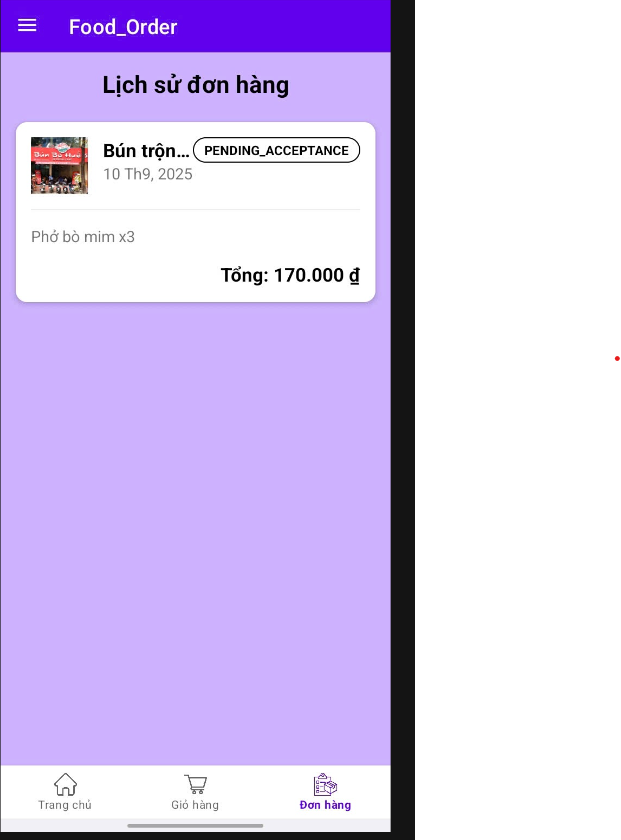 Food_Order
Lịch sử đơn hàng
Bún trộn...
PENDING_ACCEPTANCE
10 Th9, 2025
Phở bò mim x3
Tổng: 170.000 ₫
Trang chủ
Giỏ hàng
Đơn hàng